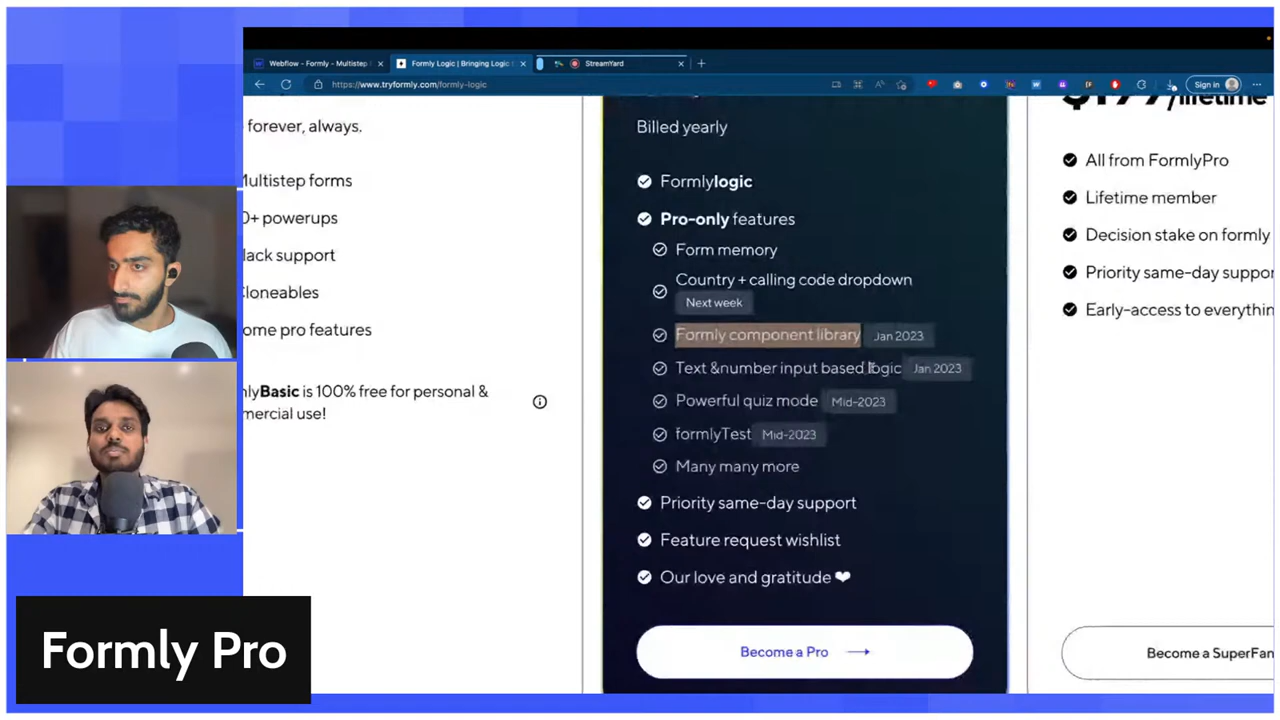 Webflow - Formly - Multistep
Formly Logic | Bringing Logic
StreamYard
https://www.tryformly.com/formly-logic
Sign in
forever, always.
Multistep forms
0+ powerups
lack support
Cloneables
ome pro features
nlyBasic is 100% free for personal &
mercial use!
Billed yearly
Formlylogic
Pro-only features
Form memory
Country + calling code dropdown
Next week
Formly component library Jan 2023
Text &number input based logic Jan 2023
Powerful quiz mode Mid-2023
formlyTest Mid-2023
Many many more
Priority same-day support
Feature request wishlist
Our love and gratitude ❤
Become a Pro →
/lifetime
All from FormlyPro
Lifetime member
Decision stake on formly
Priority same-day suppor
Early-access to everythin
Become a SuperFan
Formly Pro